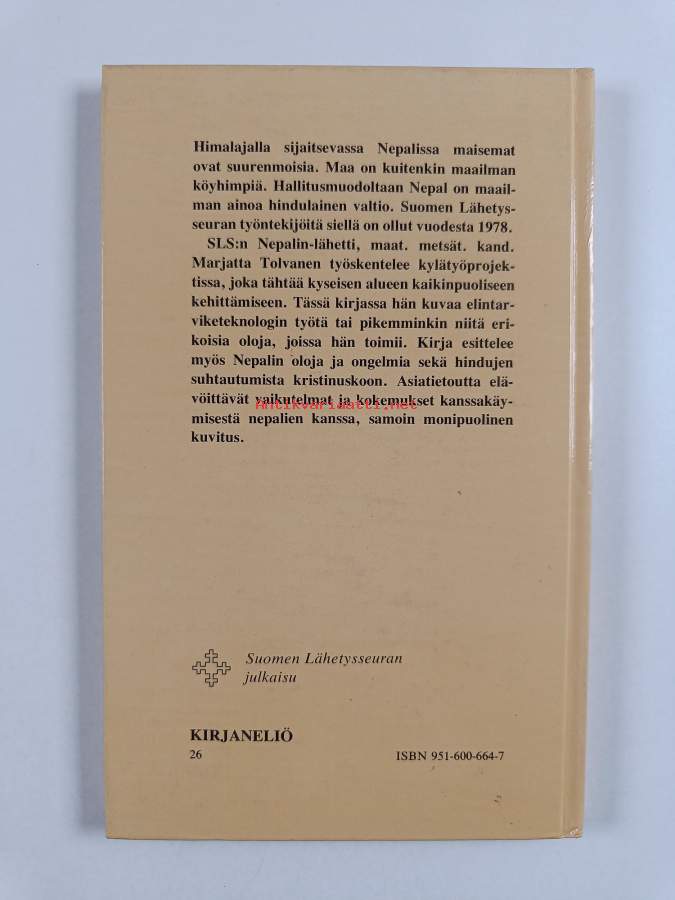 Himalajalla sijaitsevassa Nepalissa maisemat
ovat suurenmoisia. Maa on kuitenkin maailman
köyhimpiä. Hallitusmuodoltaan Nepal on maail-
man ainoa hindulainen valtio. Suomen Lähetys-
seuran työntekijöitä siellä on ollut vuodesta 1978.
SLS:n Nepalin-lähetti, maat. metsät. kand.
Marjatta Tolvanen työskentelee kylätyöprojek-
tissa, joka tähtää kyseisen alueen kaikinpuoliseen
kehittämiseen. Tässä kirjassa hän kuvaa elintar-
viketeknologin työtä tai pikemminkin niitä eri-
koisia oloja, joissa hän toimii. Kirja esittelee
myös Nepalin oloja ja ongelmia sekä hindujen
suhtautumista kristinuskoon. Asiatietoutta elä-
vöittävät vaikutelmat ja kokemukset kanssakäy-
Antikvariaatti.net
misestä nepalien kanssa, samoin monipuolinen
kuvitus.
Suomen Lähetysseuran
julkaisu
KIRJANELIÖ
26 ISBN 951-600-664-7